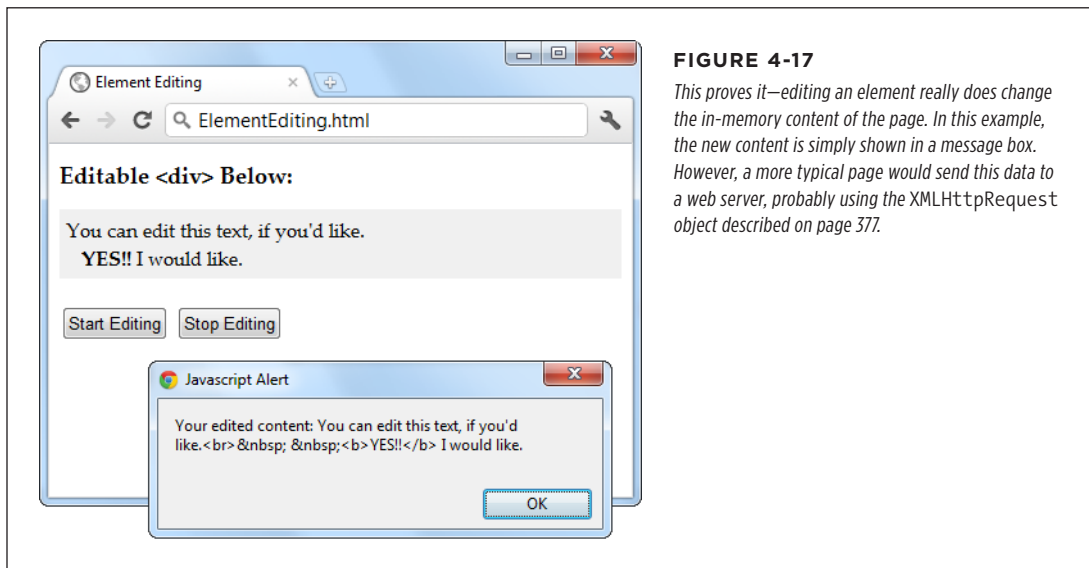 Element Editing
ElementEditing.html
Editable <div> Below:
You can edit this text, if you'd like.
YES!! I would like.
Start Editing Stop Editing
Javascript Alert
Your edited content: You can edit this text, if you'd
like.<br>&nbsp; &nbsp;<b>YES!!</b> I would like.
OK
FIGURE 4-17
This proves it—editing an element really does change
the in-memory content of the page. In this example,
the new content is simply shown in a message box.
However, a more typical page would send this data to
a web server, probably using the XMLHttpRequest
object described on page 377.